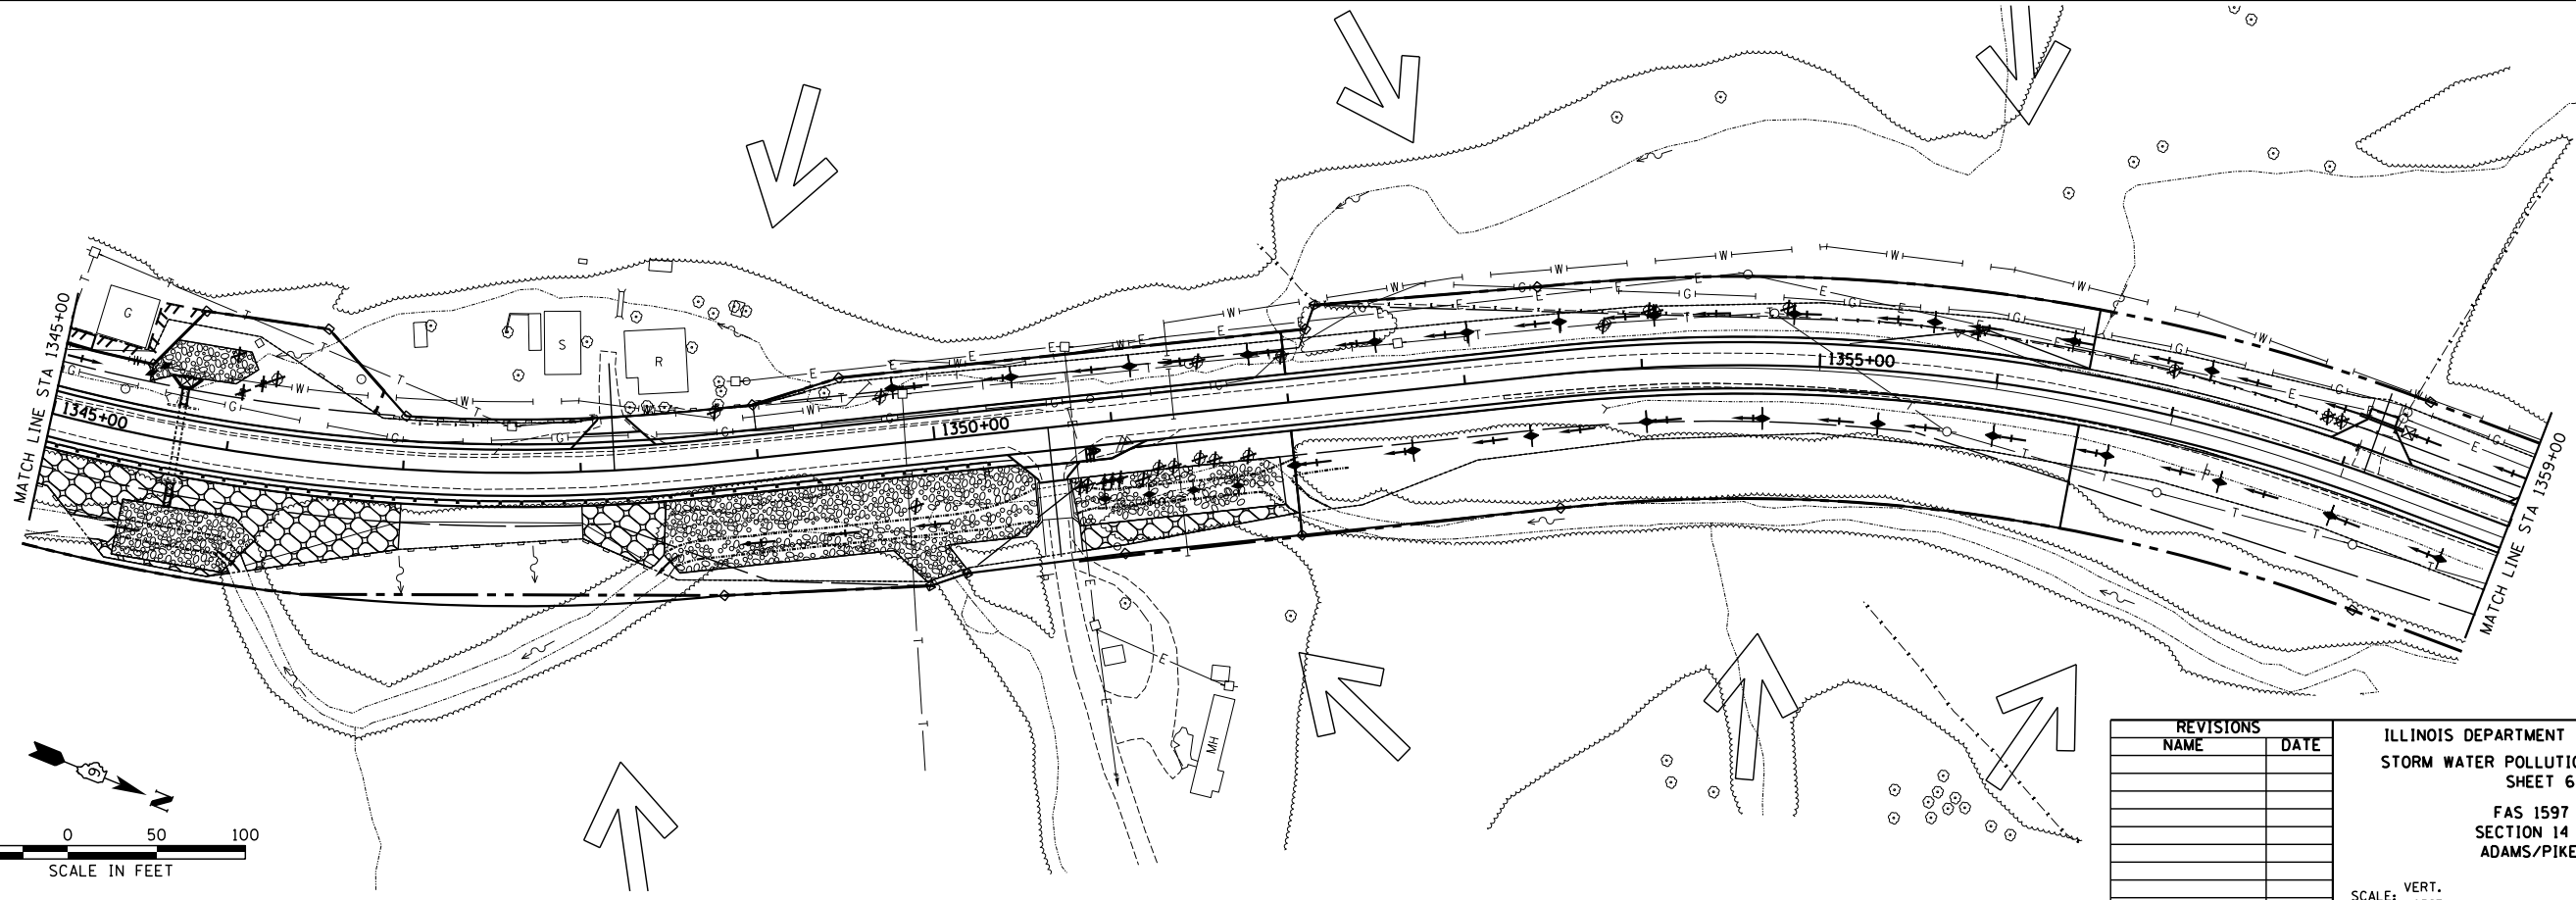 MATCH LINE STA 1345+00
1345+00
1350+00
1355+00
MATCH LINE STA 1359+00
G
S
R
MH
W
G
E
T
N
0 50 100
SCALE IN FEET
REVISIONS
NAME DATE
ILLINOIS DEPARTMENT
STORM WATER POLLUTIO
SHEET 6
FAS 1597
SECTION 14
ADAMS/PIKE
SCALE: VERT.